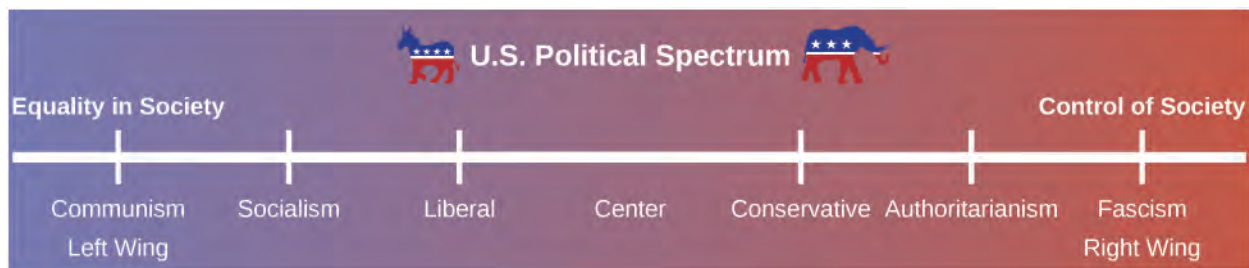 U.S. Political Spectrum
Equality in Society
Control of Society
Communism
Socialism
Liberal
Center
Conservative
Authoritarianism
Fascism
Left Wing
Right Wing